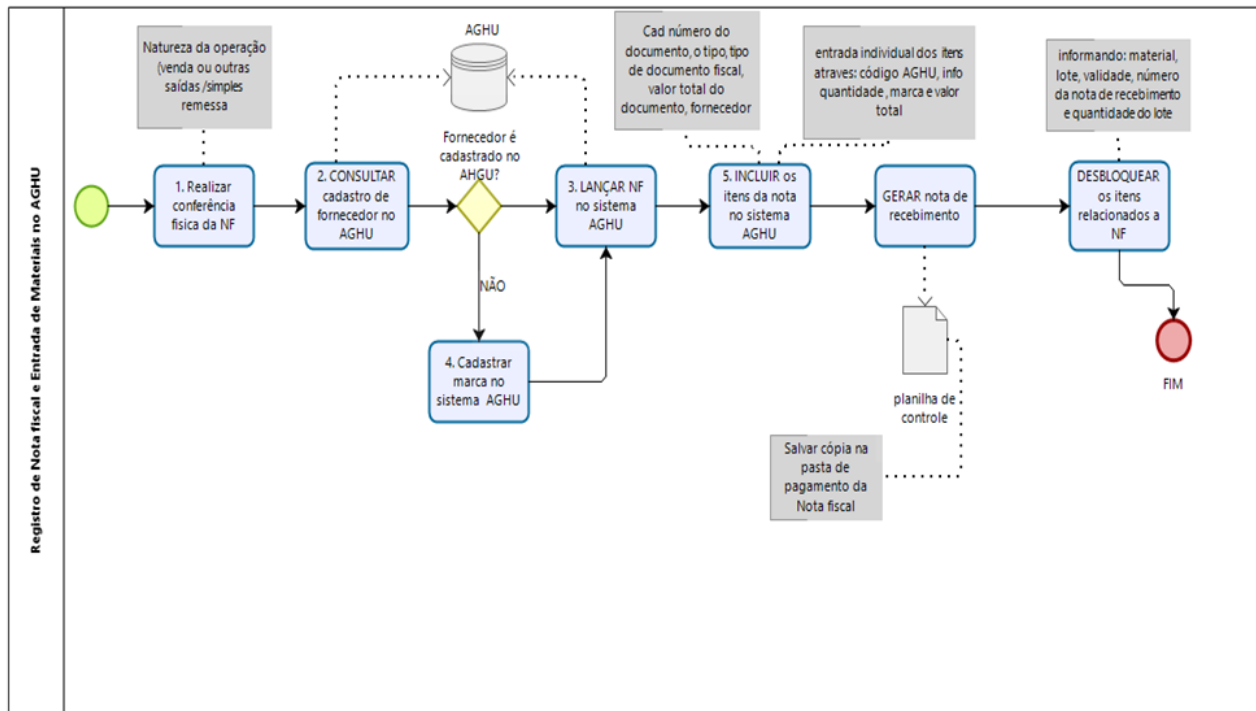 Registro de Nota fiscal e Entrada de Materiais no AGHU
Natureza da operação
(venda ou outras
saídas /simples
remessa
AGHU
Cad número do
documento, o tipo, tipo
de documento fiscal,
valor total do
documento, fornecedor
entrada individual dos itens
atraves: código AGHU, info
quantidade, marca e valor
total
informando: material,
lote, validade, número
da nota de recebimento
e quantidade do lote
Fornecedor é
cadastrado no
AHGU?
1. Realizar
conferência
fisica da NF
2. CONSULTAR
cadastro de
fornecedor no
AGHU
3. LANÇAR NF
no sistema
AGHU
5. INCLUIR os
itens da nota
no sistema
AGHU
GERAR nota de
recebimento
DESBLOQUEAR
os itens
relacionados a
NF
NÃO
4. Cadastrar
marca no
sistema AGHU
planilha de
controle
FIM
Salvar cópia na
pasta de
pagamento da
Nota fiscal